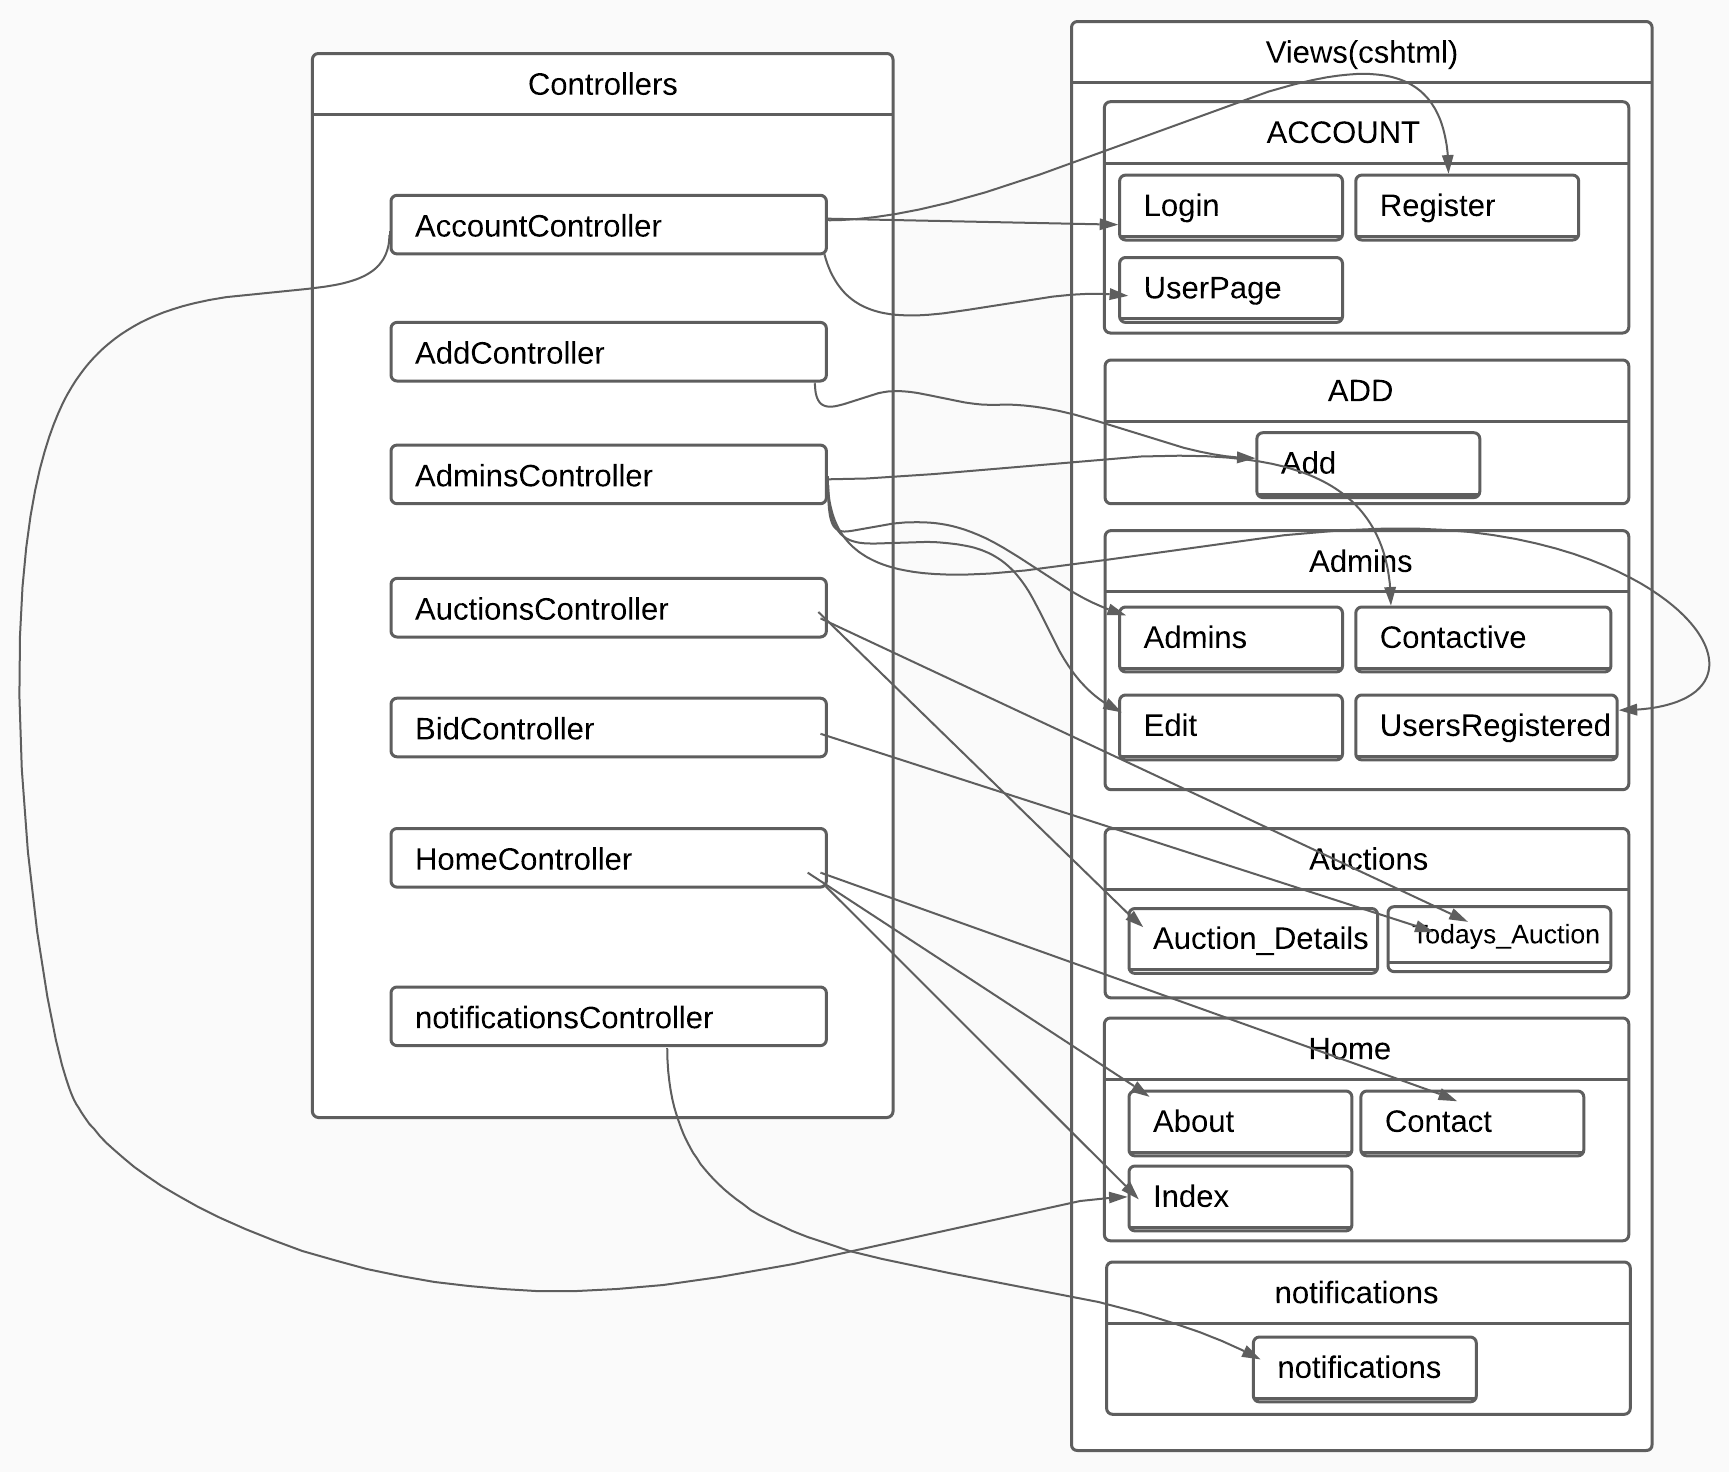 Controllers
AccountController
AddController
AdminsController
AuctionsController
BidController
HomeController
notificationsController
Views(cshtml)
ACCOUNT
Login
Register
UserPage
ADD
Add
Admins
Admins
Contactive
Edit
UsersRegistered
Auctions
Auction_Details
Todays_Auction
Home
About
Contact
Index
notifications
notifications